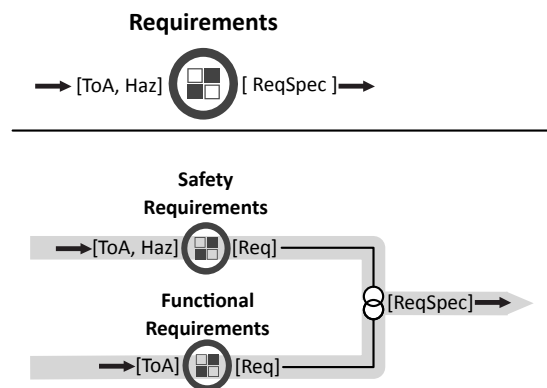 Requirements
[ToA, Haz] [ ReqSpec ]
Safety
Requirements
[ToA, Haz] [Req]
[ReqSpec]
Functional
Requirements
[ToA] [Req]